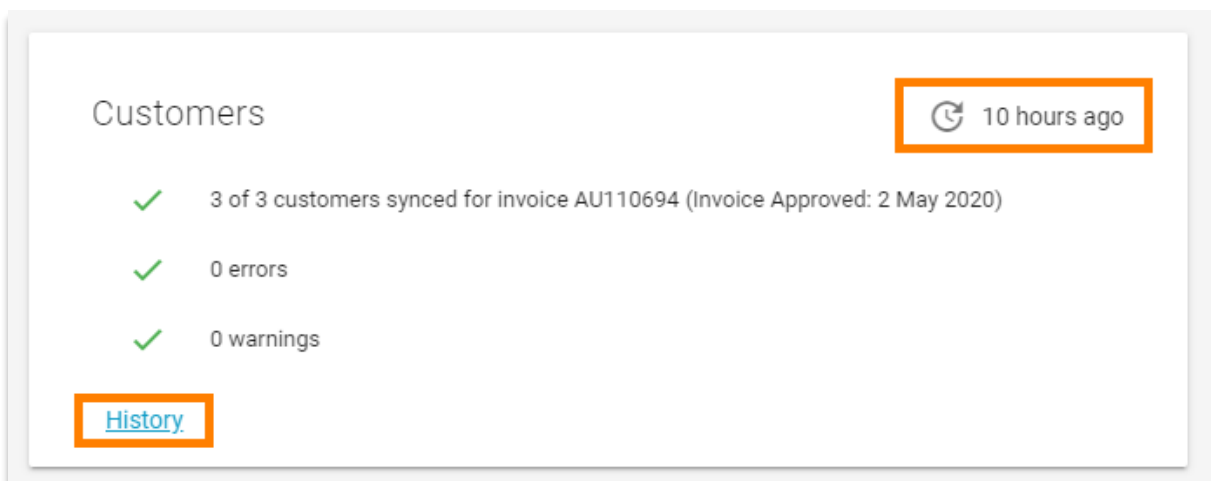 Customers
10 hours ago
3 of 3 customers synced for invoice AU110694 (Invoice Approved: 2 May 2020)
0 errors
0 warnings
History